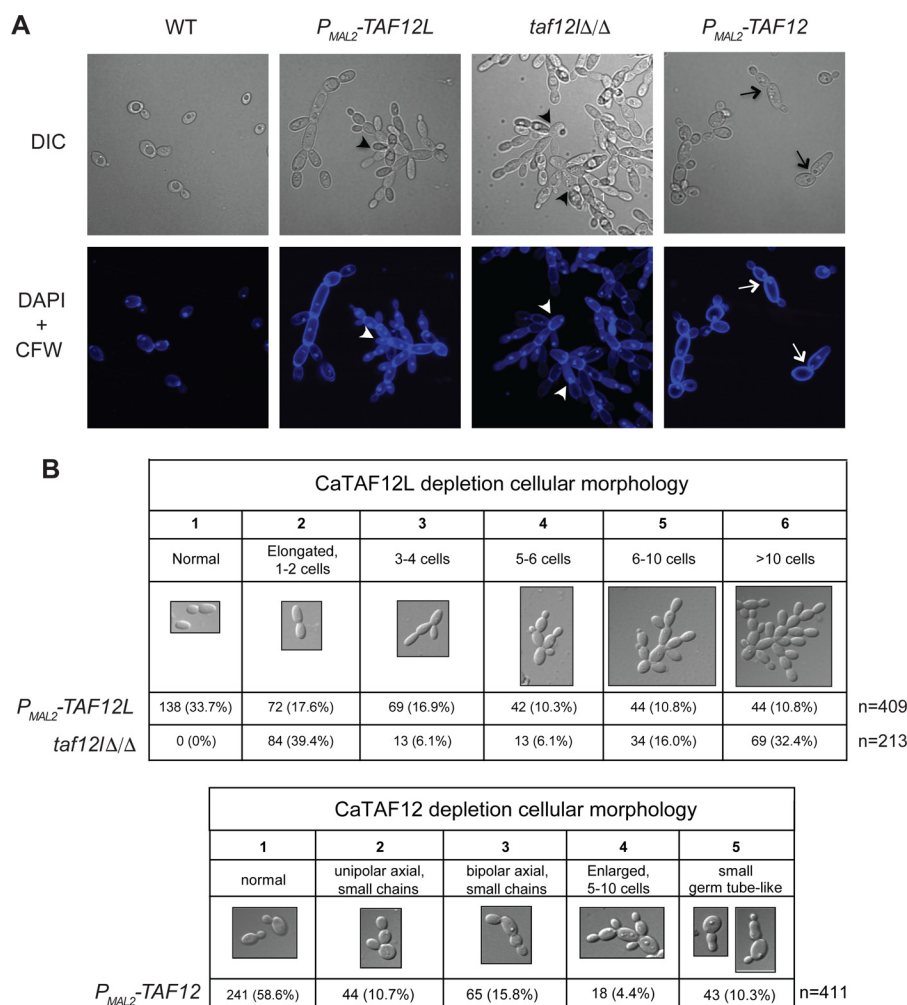 A
WT
P_MAL2-TAF12L
taf12lΔ/Δ
P_MAL2-TAF12
DIC
DAPI
+
CFW
B
CaTAF12L depletion cellular morphology
1 2 3 4 5 6
Normal Elongated, 1-2 cells 3-4 cells 5-6 cells 6-10 cells >10 cells
P_MAL2-TAF12L 138 (33.7%) 72 (17.6%) 69 (16.9%) 42 (10.3%) 44 (10.8%) 44 (10.8%) n=409
taf12lΔ/Δ 0 (0%) 84 (39.4%) 13 (6.1%) 13 (6.1%) 34 (16.0%) 69 (32.4%) n=213
CaTAF12 depletion cellular morphology
1 2 3 4 5
normal unipolar axial, small chains bipolar axial, small chains Enlarged, 5-10 cells small germ tube-like
P_MAL2-TAF12 241 (58.6%) 44 (10.7%) 65 (15.8%) 18 (4.4%) 43 (10.3%) n=411